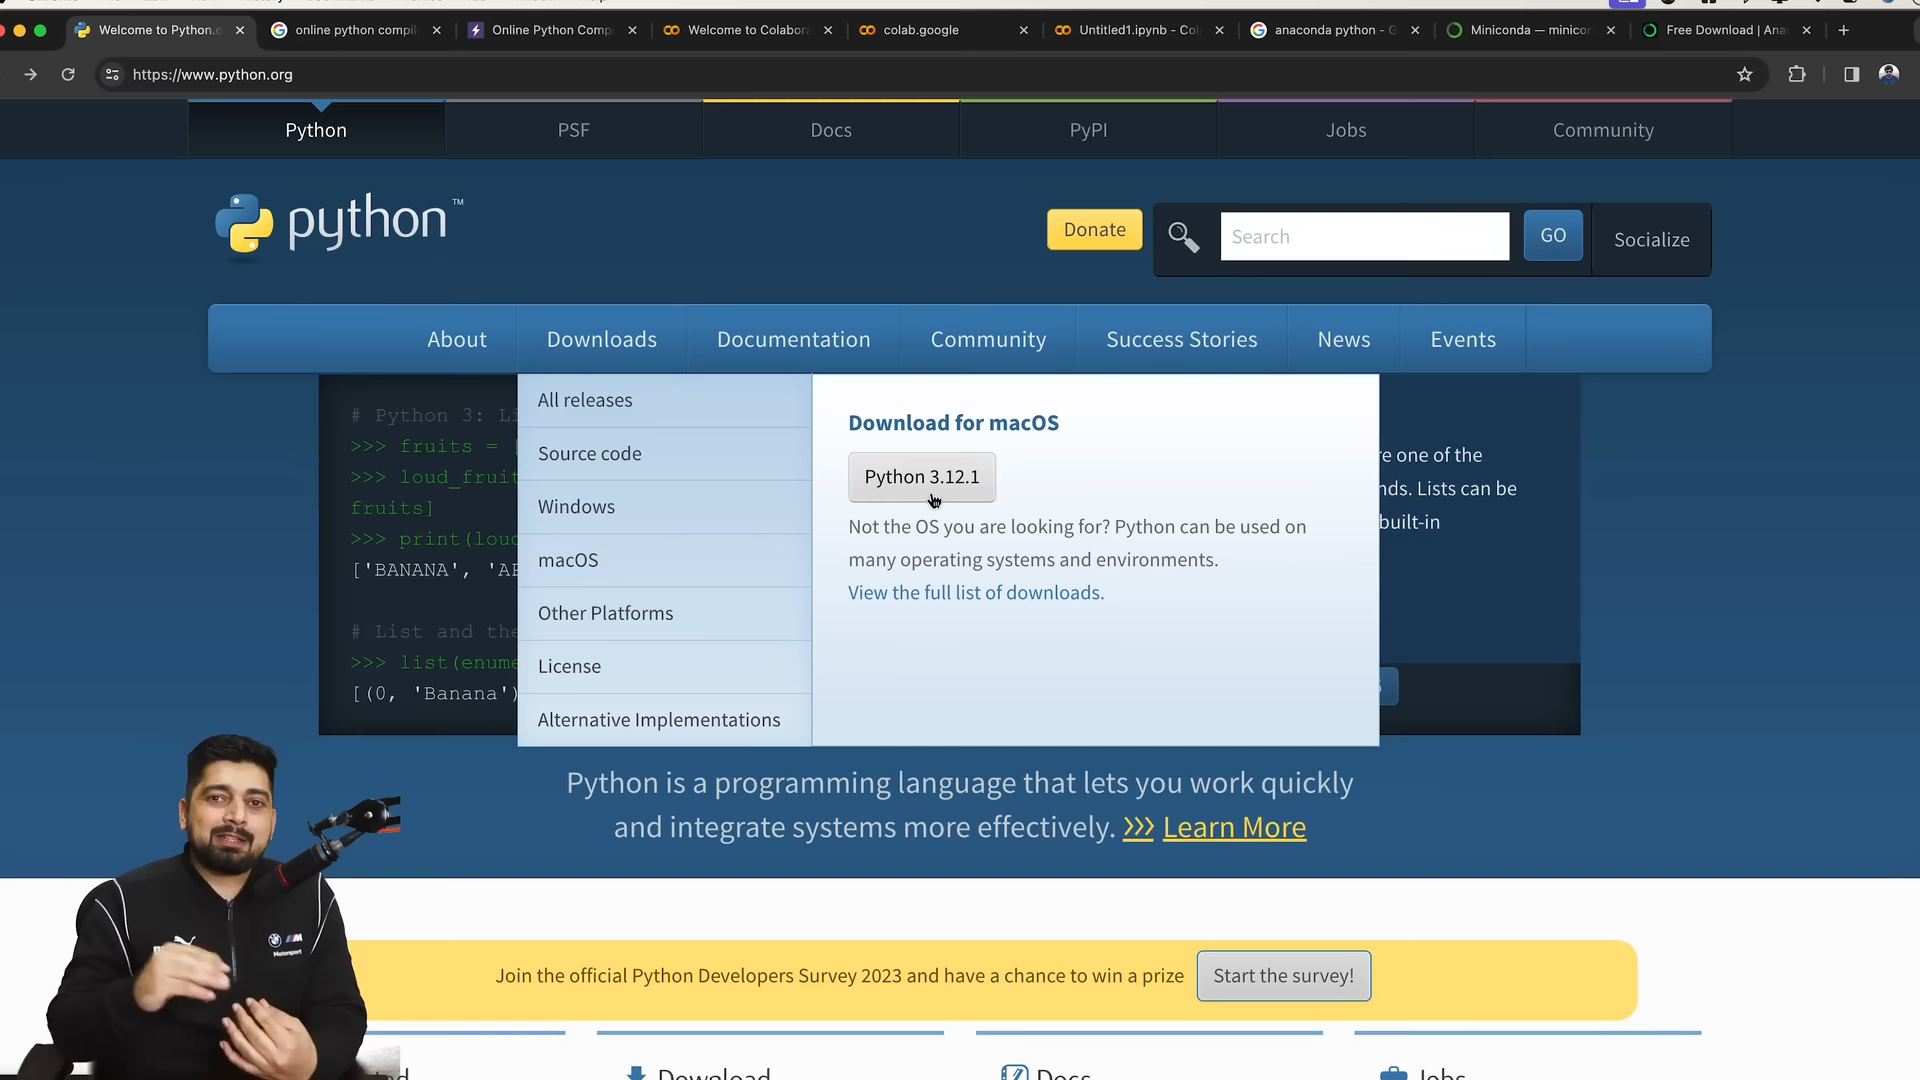 Welcome to Python.o
online python compil
Online Python Comp
Welcome to Colabora
colab.google
Untitled1.ipynb - Col
anaconda python - G
Miniconda — minicon
Free Download | Ana
https://www.python.org
Python
PSF
Docs
PyPI
Jobs
Community
python™
Donate
Search
GO
Socialize
About
Downloads
Documentation
Community
Success Stories
News
Events
# Python 3: Li
>>> fruits = [
>>> loud_fruit
fruits]
>>> print(loud
['BANANA', 'AP
# List and the
>>> list(enume
[(0, 'Banana')
All releases
Source code
Windows
macOS
Other Platforms
License
Alternative Implementations
Download for macOS
Python 3.12.1
Not the OS you are looking for? Python can be used on
many operating systems and environments.
View the full list of downloads.
re one of the
nds. Lists can be
built-in
Python is a programming language that lets you work quickly
and integrate systems more effectively. >>> Learn More
Join the official Python Developers Survey 2023 and have a chance to win a prize
Start the survey!
Download
Docs
Jobs
Motorsport